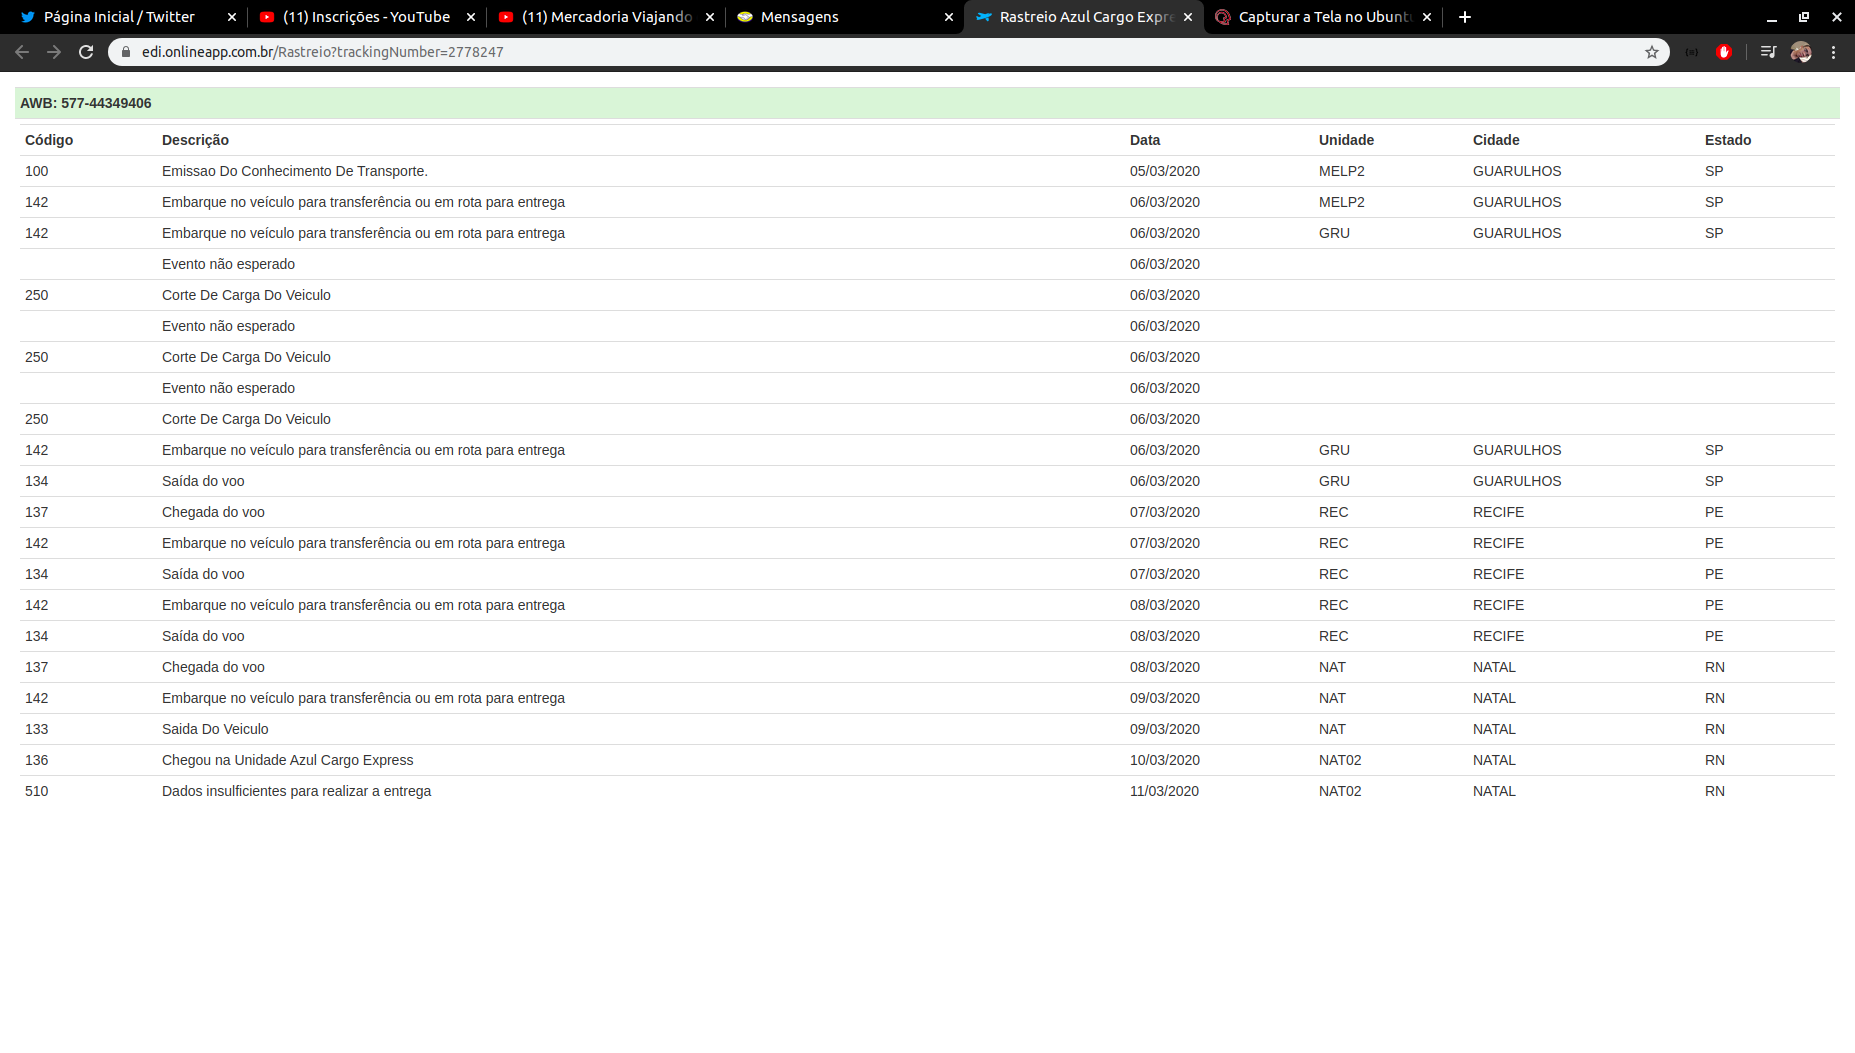 Página Inicial / Twitter
(11) Inscrições - YouTube
(11) Mercadoria Viajando
Mensagens
Rastreio Azul Cargo Expre
Capturar a Tela no Ubuntu
edi.onlineapp.com.br/Rastreio?trackingNumber=2778247
AWB: 577-44349406
Código Descrição Data Unidade Cidade Estado
100 Emissao Do Conhecimento De Transporte. 05/03/2020 MELP2 GUARULHOS SP
142 Embarque no veículo para transferência ou em rota para entrega 06/03/2020 MELP2 GUARULHOS SP
142 Embarque no veículo para transferência ou em rota para entrega 06/03/2020 GRU GUARULHOS SP
Evento não esperado 06/03/2020
250 Corte De Carga Do Veiculo 06/03/2020
Evento não esperado 06/03/2020
250 Corte De Carga Do Veiculo 06/03/2020
Evento não esperado 06/03/2020
250 Corte De Carga Do Veiculo 06/03/2020
142 Embarque no veículo para transferência ou em rota para entrega 06/03/2020 GRU GUARULHOS SP
134 Saída do voo 06/03/2020 GRU GUARULHOS SP
137 Chegada do voo 07/03/2020 REC RECIFE PE
142 Embarque no veículo para transferência ou em rota para entrega 07/03/2020 REC RECIFE PE
134 Saída do voo 07/03/2020 REC RECIFE PE
142 Embarque no veículo para transferência ou em rota para entrega 08/03/2020 REC RECIFE PE
134 Saída do voo 08/03/2020 REC RECIFE PE
137 Chegada do voo 08/03/2020 NAT NATAL RN
142 Embarque no veículo para transferência ou em rota para entrega 09/03/2020 NAT NATAL RN
133 Saida Do Veiculo 09/03/2020 NAT NATAL RN
136 Chegou na Unidade Azul Cargo Express 10/03/2020 NAT02 NATAL RN
510 Dados insulficientes para realizar a entrega 11/03/2020 NAT02 NATAL RN